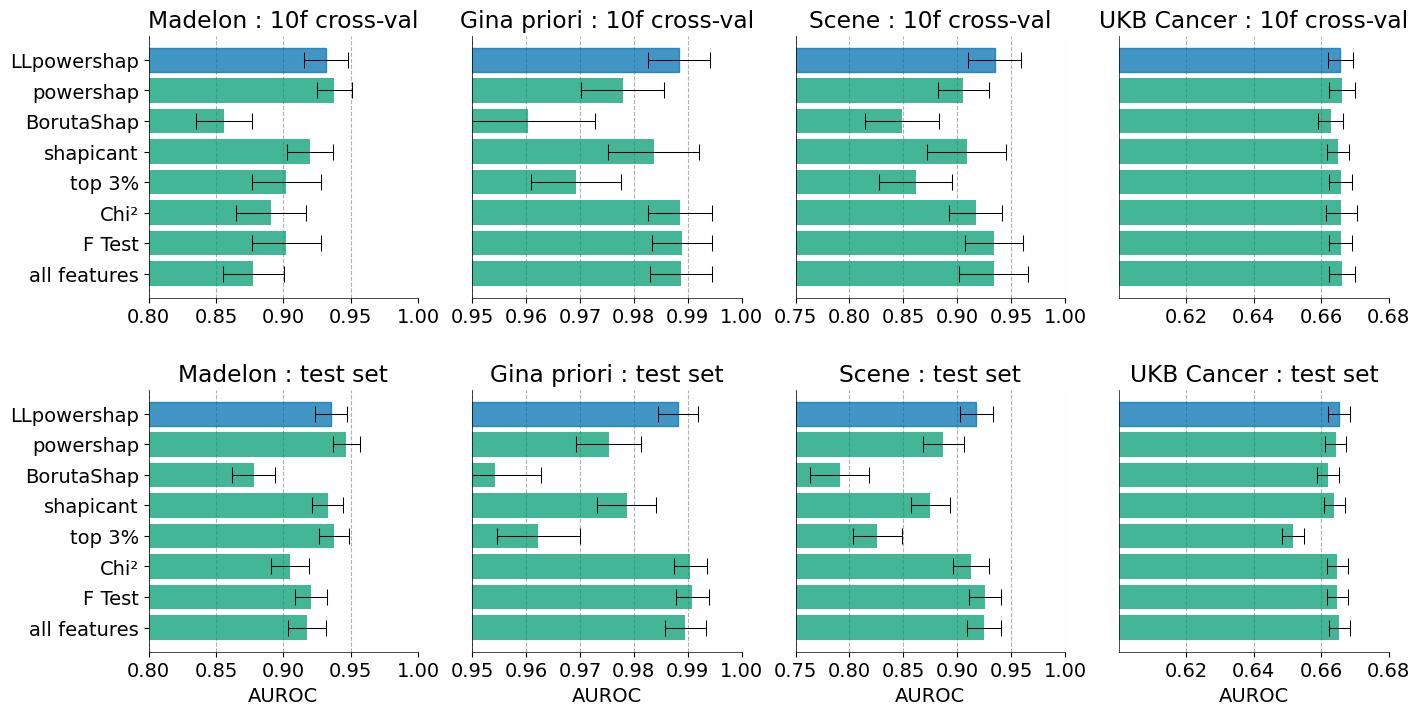 Madelon : 10f cross-val
Gina priori : 10f cross-val
Scene : 10f cross-val
UKB Cancer : 10f cross-val
LLpowershap
powershap
BorutaShap
shapicant
top 3%
Chi²
F Test
all features
0.80 0.85 0.90 0.95 1.00
0.95 0.96 0.97 0.98 0.99 1.00
0.75 0.80 0.85 0.90 0.95 1.00
0.62 0.64 0.66 0.68
Madelon : test set
Gina priori : test set
Scene : test set
UKB Cancer : test set
LLpowershap
powershap
BorutaShap
shapicant
top 3%
Chi²
F Test
all features
0.80 0.85 0.90 0.95 1.00
0.95 0.96 0.97 0.98 0.99 1.00
0.75 0.80 0.85 0.90 0.95 1.00
0.62 0.64 0.66 0.68
AUROC
AUROC
AUROC
AUROC